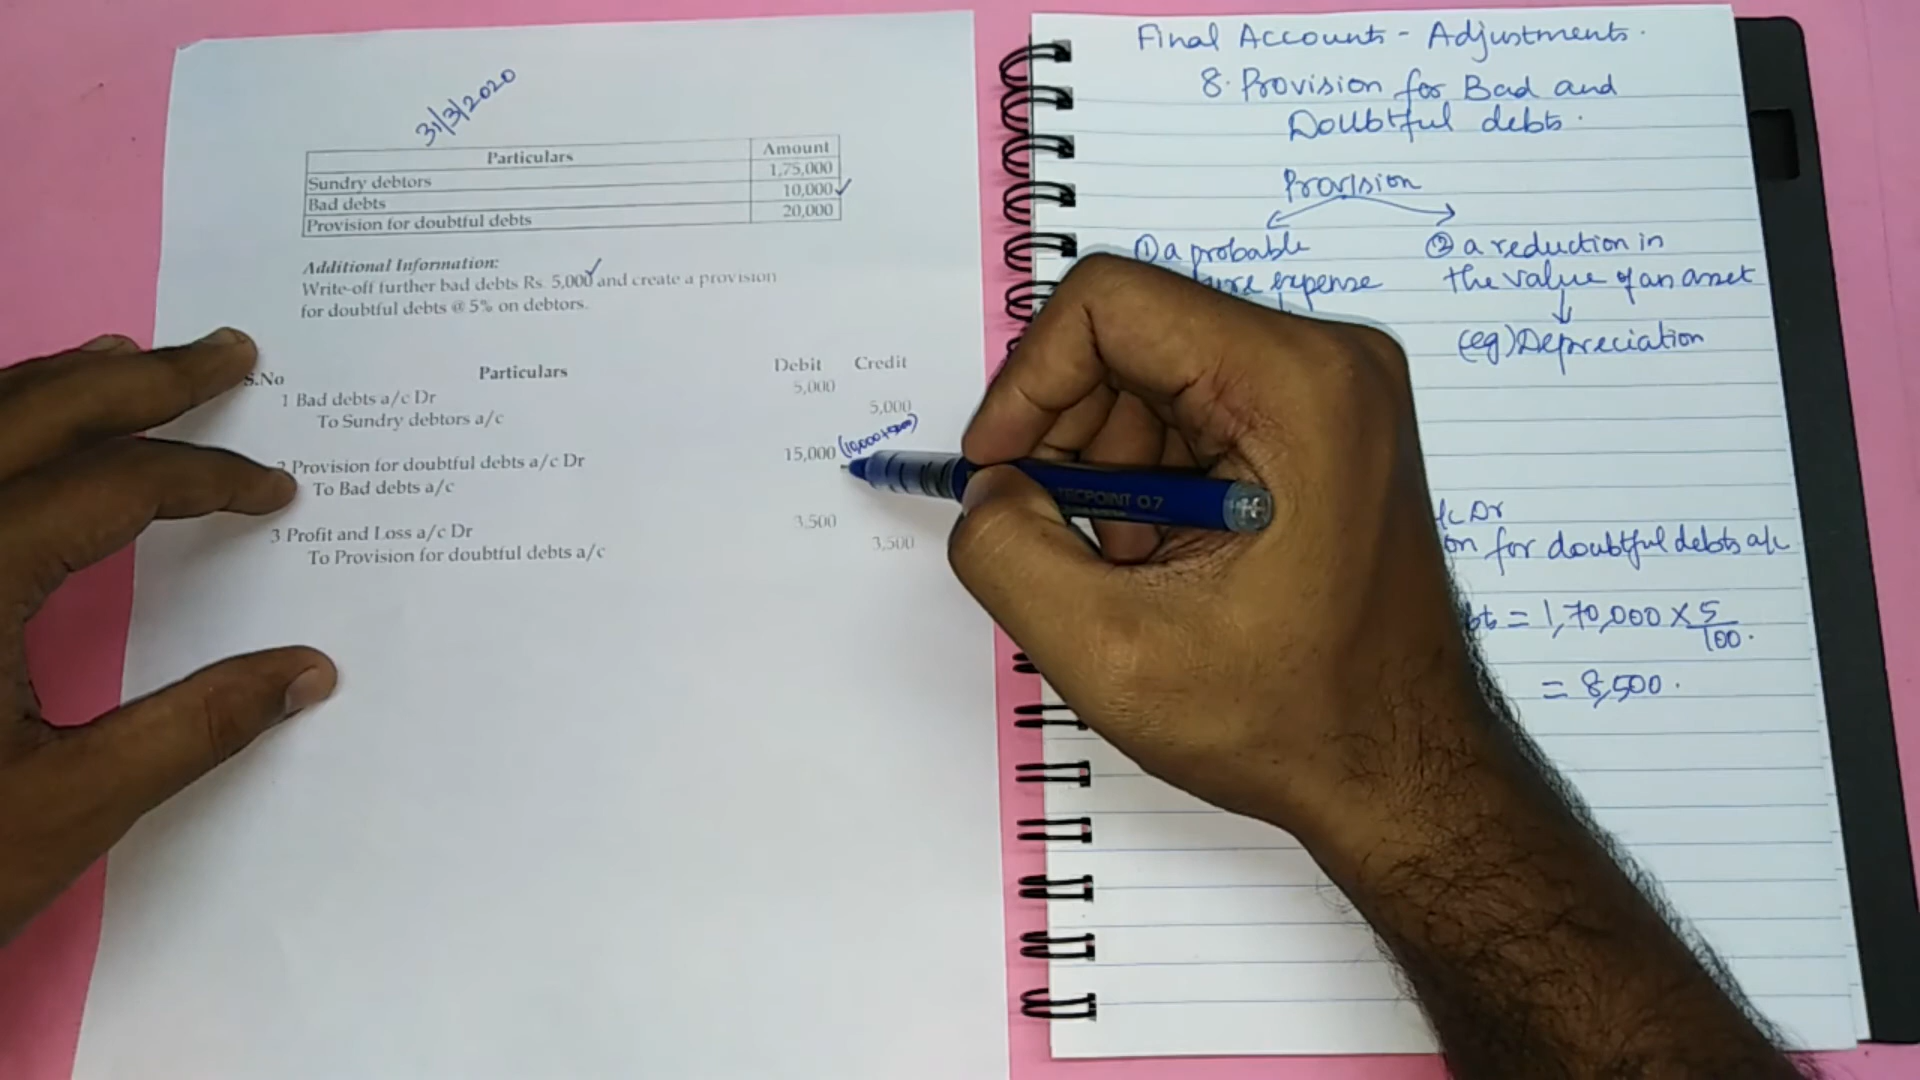 31/3/2020
Particulars Amount
Sundry debtors 1,75,000
Bad debts 10,000
Provision for doubtful debts 20,000
Additional Information:
Write-off further bad debts Rs. 5,000 and create a provision
for doubtful debts @ 5% on debtors.
S.No Particulars Debit Credit
1 Bad debts a/c Dr 5,000
To Sundry debtors a/c 5,000
Provision for doubtful debts a/c Dr 15,000 (10,000+5000)
To Bad debts a/c
3 Profit and Loss a/c Dr 3,500
To Provision for doubtful debts a/c 3,500
Final Accounts - Adjustments.
8. Provision for Bad and
Doubtful debts.
Provision
① a probable
expense
② a reduction in
the value of an asset
(eg) Depreciation
Dr
for doubtful debts a/c
= 1,70,000 × 5/100.
= 8,500.
TECPOINT 0.7